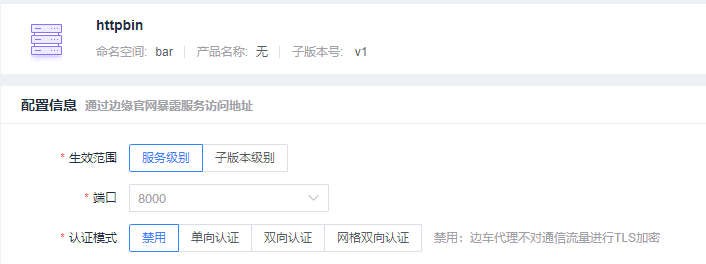 httpbin
命名空间: bar 产品名称: 无 子版本号: v1
配置信息 通过边缘官网暴露服务访问地址
* 生效范围 服务级别 子版本级别
* 端口 8000
* 认证模式 禁用 单向认证 双向认证 网格双向认证 禁用：边车代理不对通信流量进行TLS加密